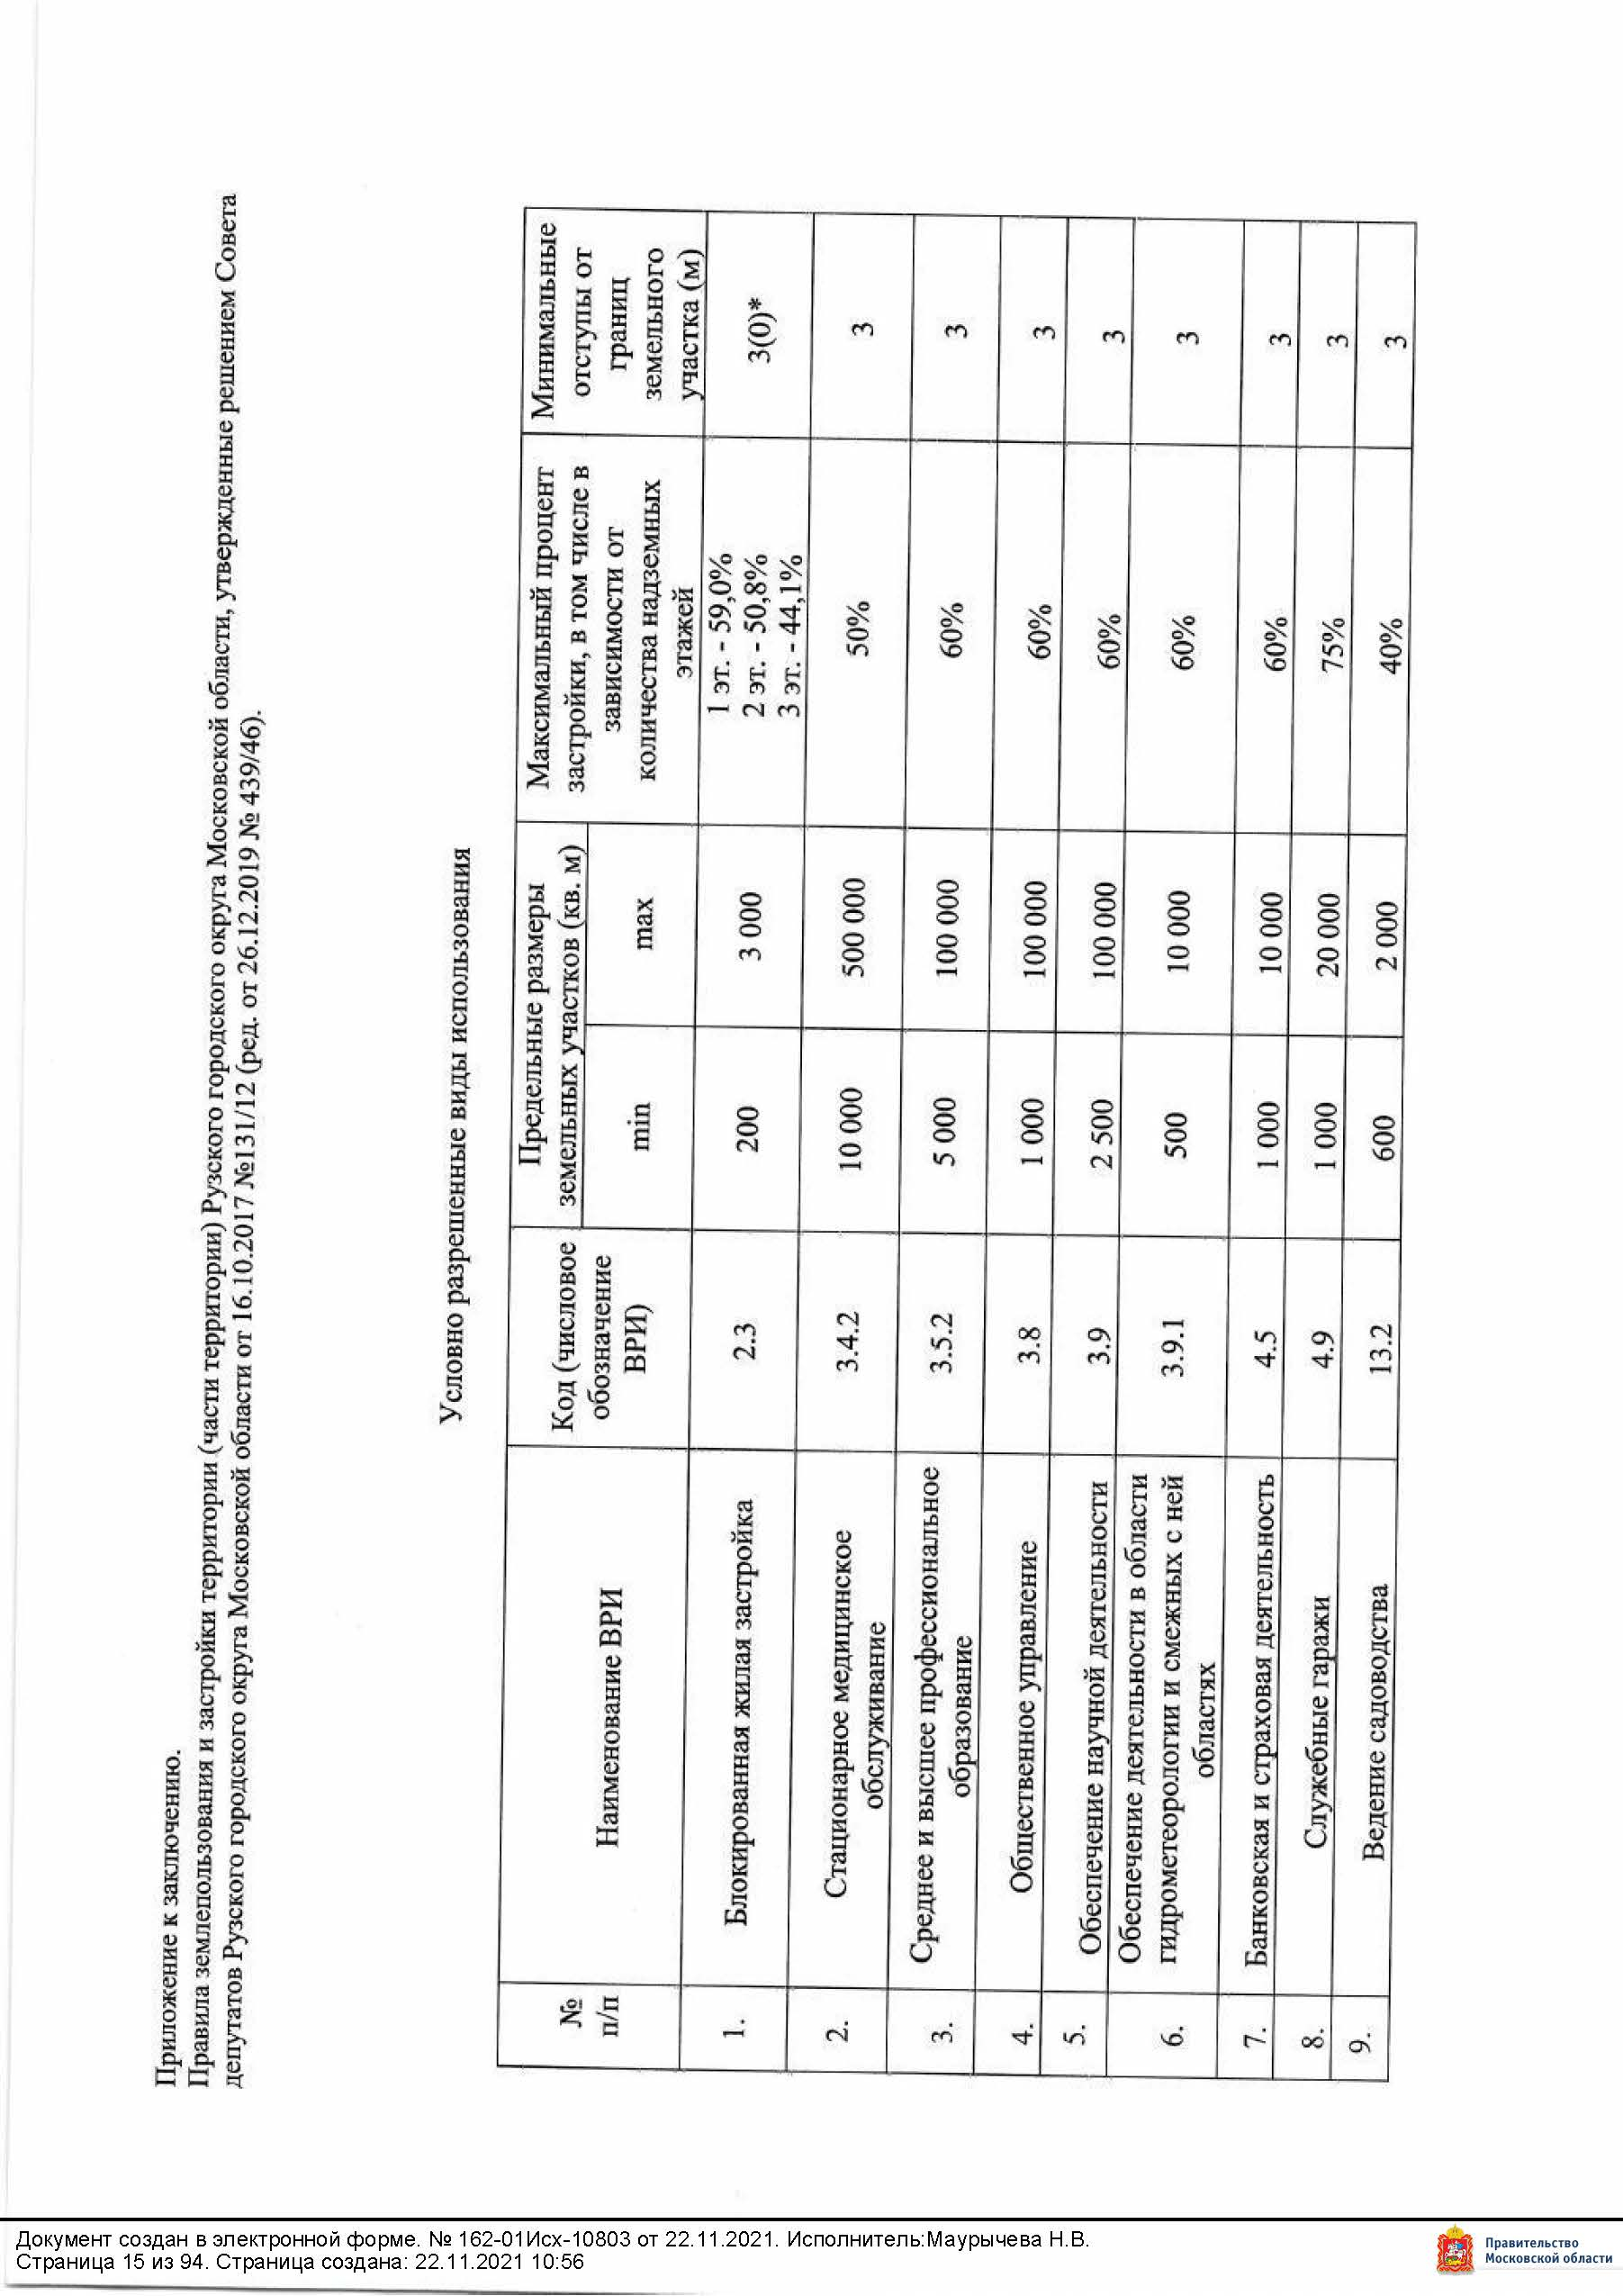 Приложение к заключению.
Правила землепользования и застройки территории (части территории) Рузского городского округа Московской области, утвержденные решением Совета
депутатов Рузского городского округа Московской области от 16.10.2017 №131/12 (ред. от 26.12.2019 № 439/46).
Условно разрешенные виды использования
№
п/п
Наименование ВРИ
Код (числовое
обозначение
ВРИ)
Предельные размеры
земельных участков (кв. м)
min
max
Максимальный процент
застройки, в том числе в
зависимости от
количества надземных
этажей
Минимальные
отступы от
границ
земельного
участка (м)
1.
Блокированная жилая застройка
2.3
200
3 000
1 эт. - 59,0%
2 эт. - 50,8%
3 эт. - 44,1%
3(0)*
2.
Стационарное медицинское
обслуживание
3.4.2
10 000
500 000
50%
3
3.
Среднее и высшее профессиональное
образование
3.5.2
5 000
100 000
60%
3
4.
Общественное управление
3.8
1 000
100 000
60%
3
5.
Обеспечение научной деятельности
3.9
2 500
100 000
60%
3
6.
Обеспечение деятельности в области
гидрометеорологии и смежных с ней
областях
3.9.1
500
10 000
60%
3
7.
Банковская и страховая деятельность
4.5
1 000
10 000
60%
3
8.
Служебные гаражи
4.9
1 000
20 000
75%
3
9.
Ведение садоводства
13.2
600
2 000
40%
3
Документ создан в электронной форме. № 162-01Исх-10803 от 22.11.2021. Исполнитель:Маурычева Н.В.
Страница 15 из 94. Страница создана: 22.11.2021 10:56
Правительство
Московской области